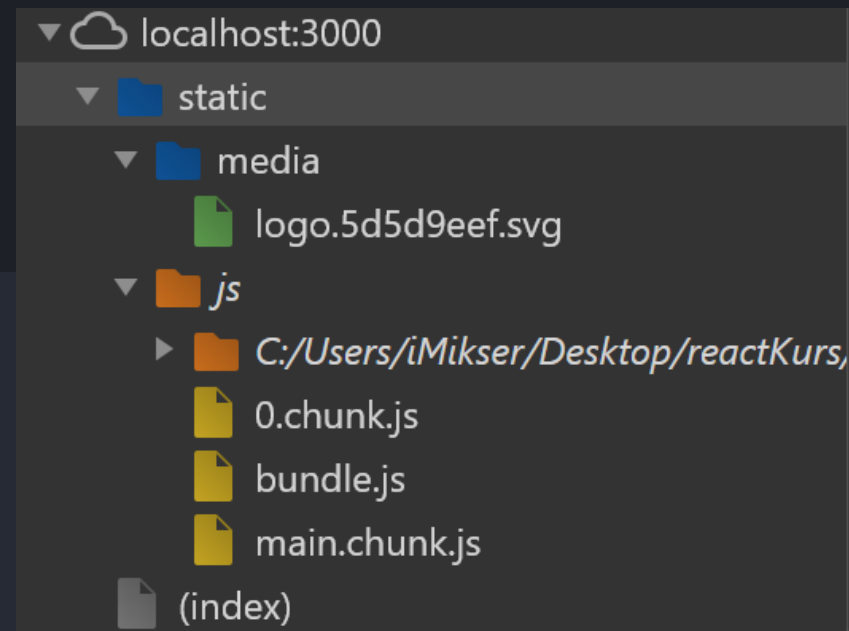 localhost:3000
static
media
logo.5d5d9eef.svg
js
C:/Users/iMikser/Desktop/reactKurs/
0.chunk.js
bundle.js
main.chunk.js
(index)